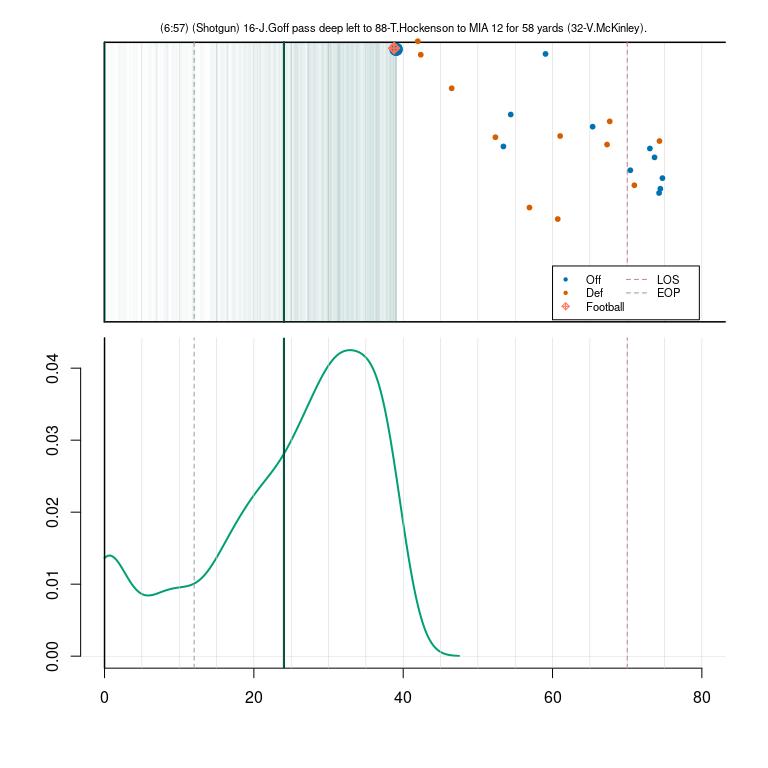 (6:57) (Shotgun) 16-J.Goff pass deep left to 88-T.Hockenson to MIA 12 for 58 yards (32-V.McKinley).
Off LOS
Def EOP
Football
0.04
0.03
0.02
0.01
0.00
0 20 40 60 80